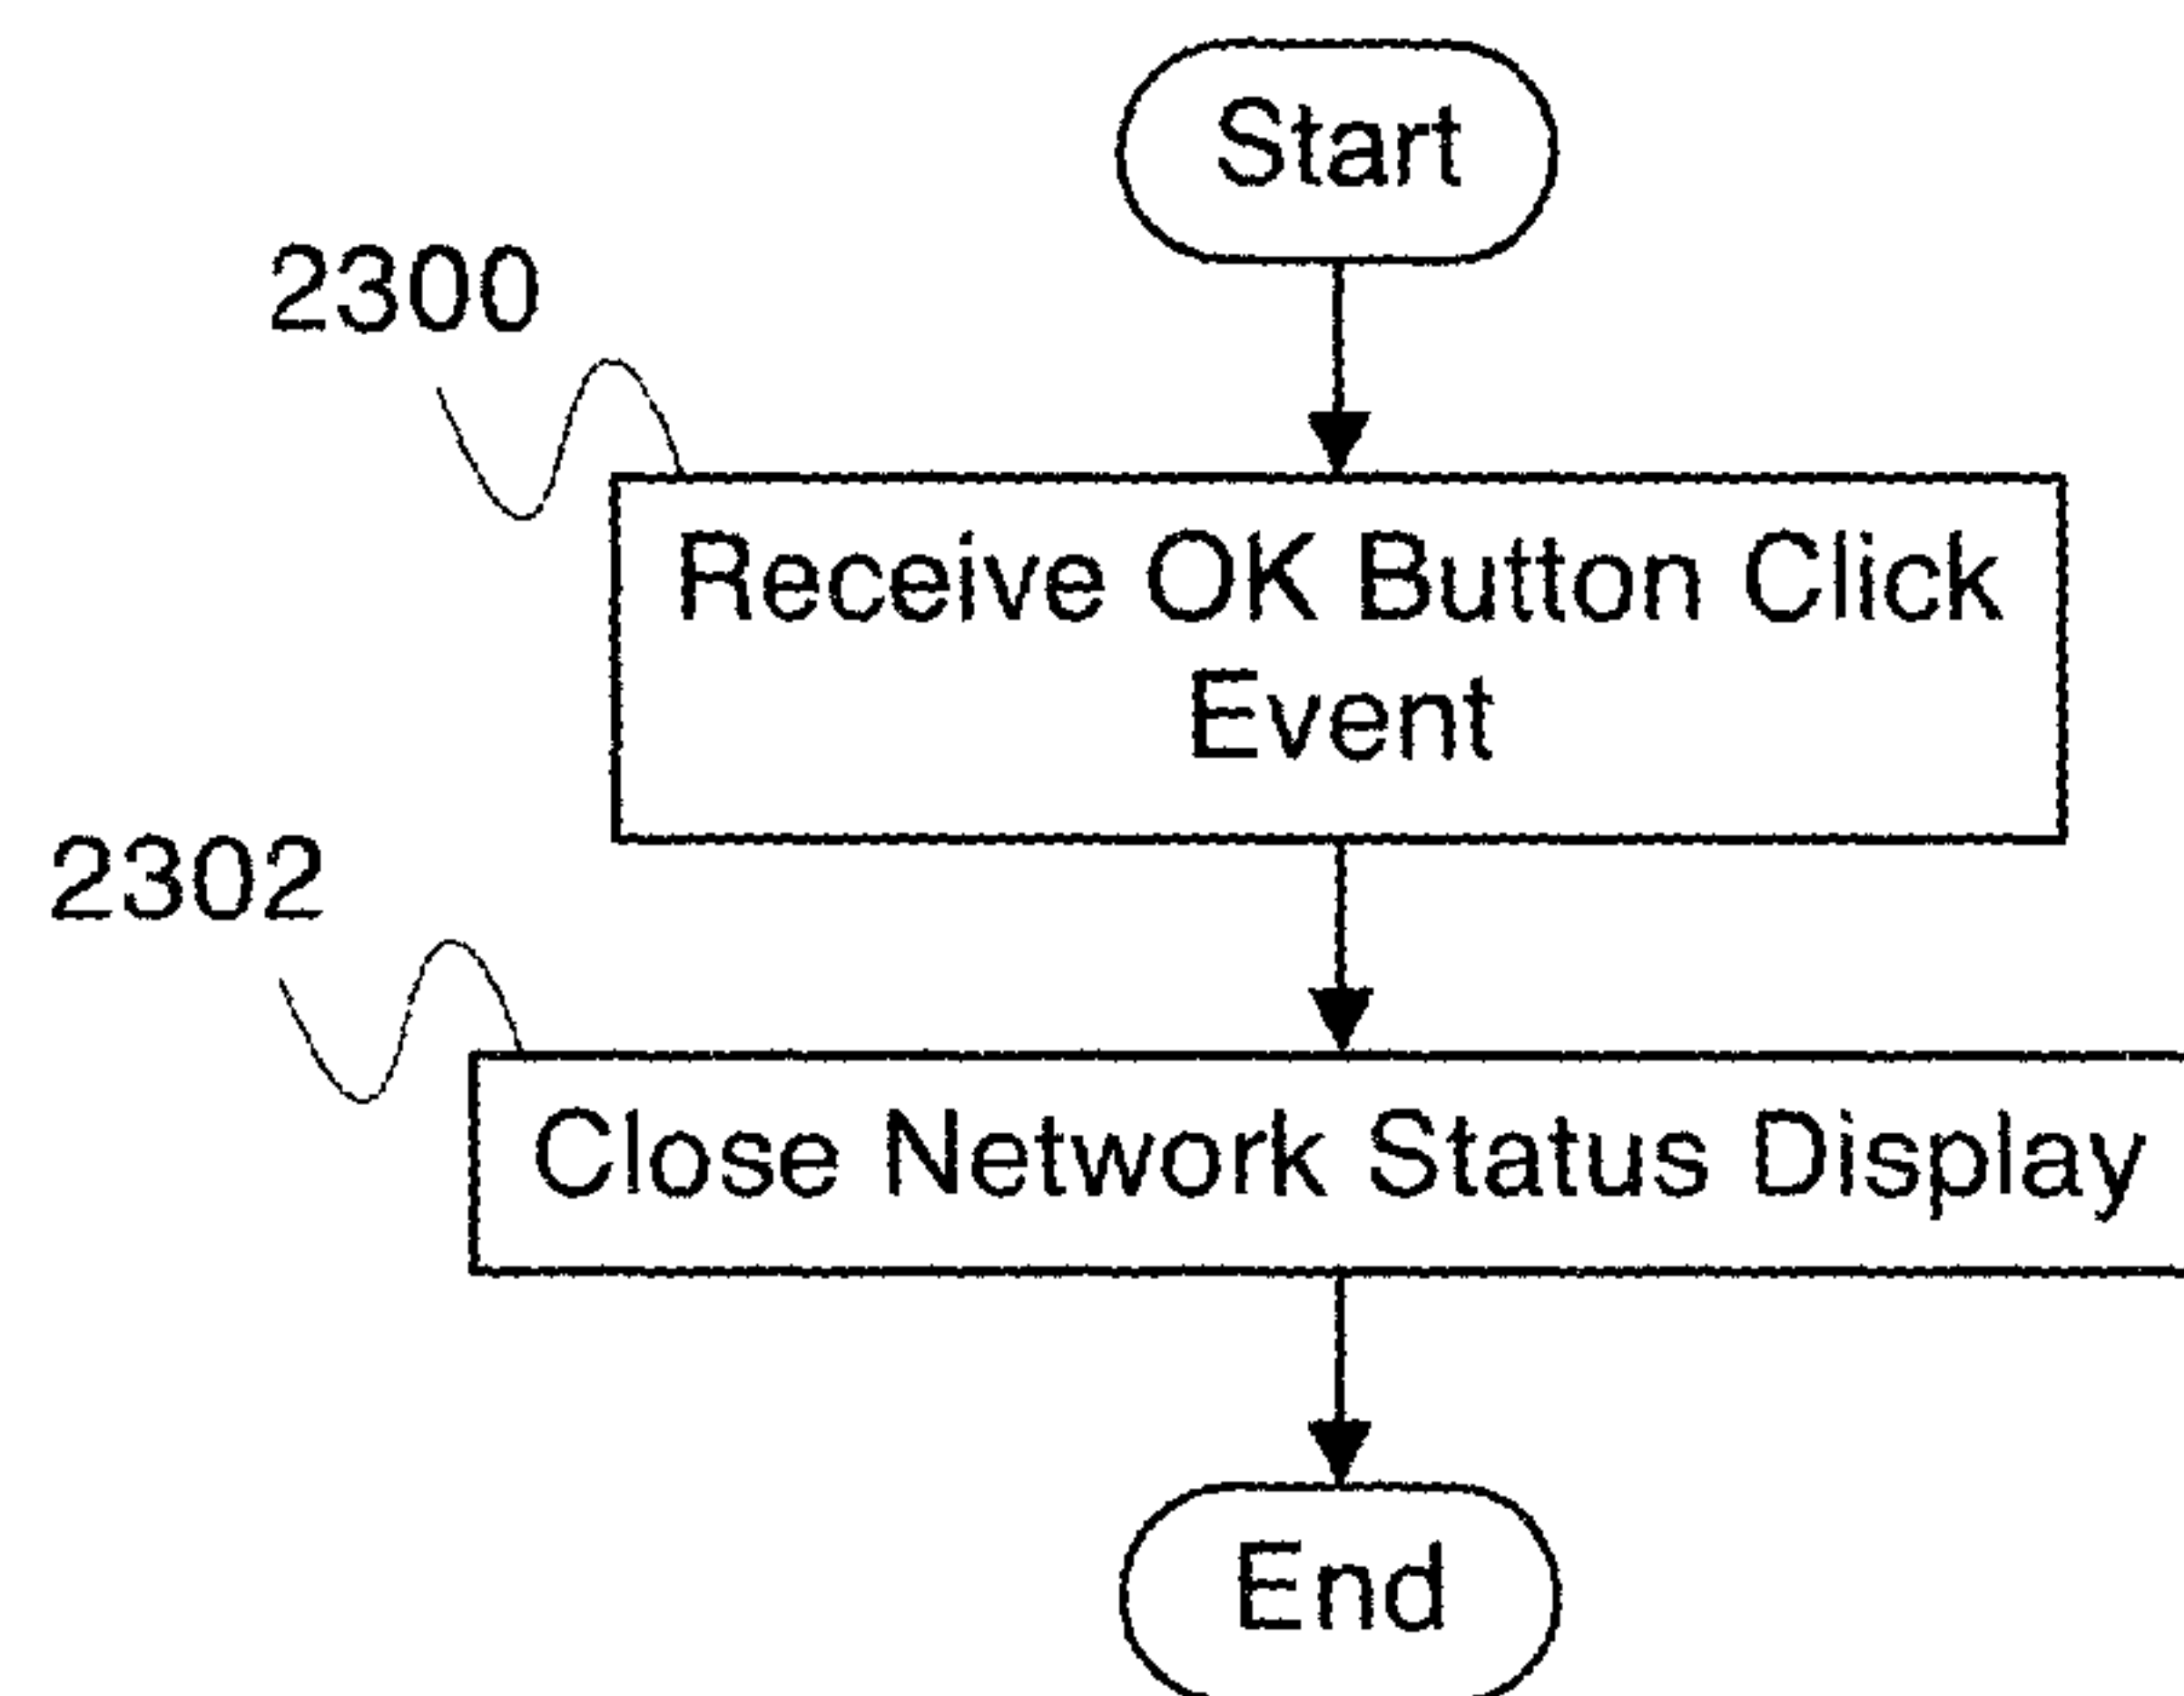 Start
2300
Receive OK Button Click
Event
2302
Close Network Status Display
End